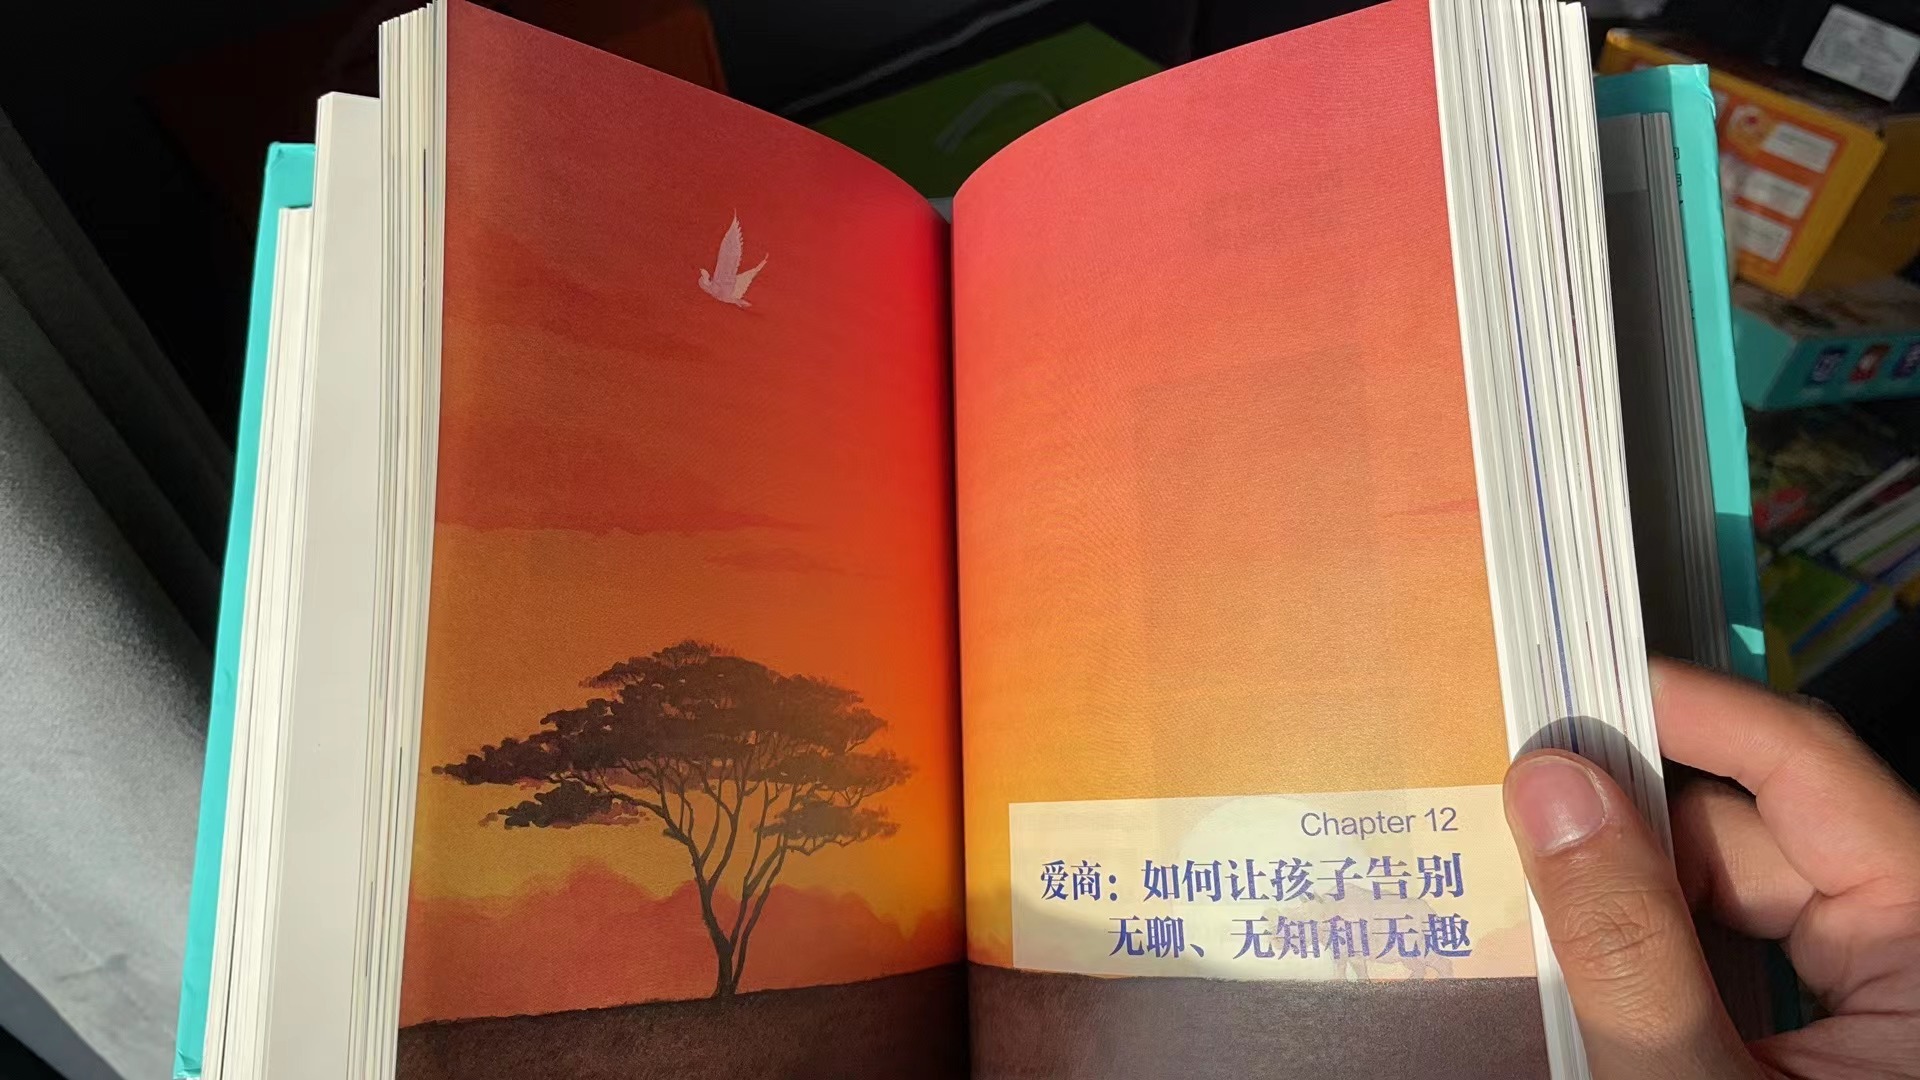 Chapter 12
爱商：如何让孩子告别
无聊、无知和无趣